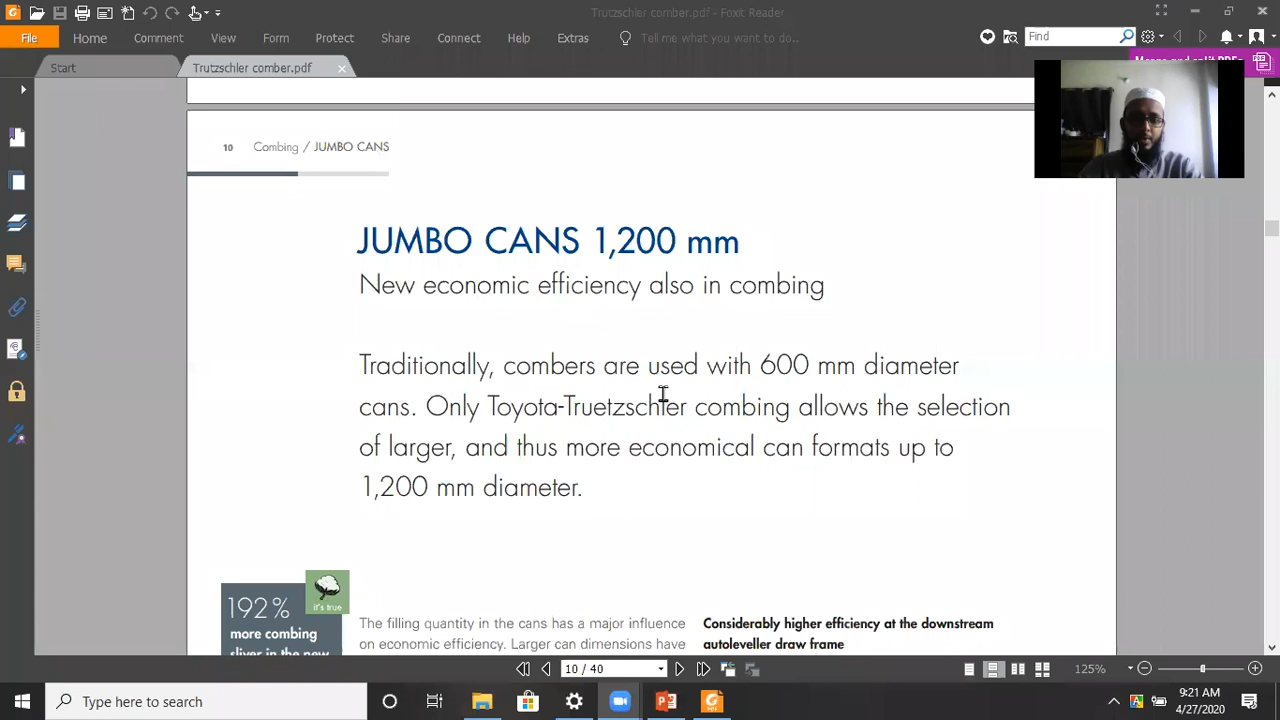 Trutzschler comber.pdf - Foxit Reader
File
Home
Comment
View
Form
Protect
Share
Connect
Help
Extras
Tell me what you want to do..
Find
Start
Trutzschler comber.pdf
10 Combing / JUMBO CANS
JUMBO CANS 1,200 mm
New economic efficiency also in combing
Traditionally, combers are used with 600 mm diameter
cans. Only Toyota-Truetzschler combing allows the selection
of larger, and thus more economical can formats up to
1,200 mm diameter.
192 %
more combing
sliver in the new
it's true
The filling quantity in the cans has a major influence
on economic efficiency. Larger can dimensions have
Considerably higher efficiency at the downstream
autoleveller draw frame
10 / 40
125%
Type here to search
9:21 AM
4/27/2020